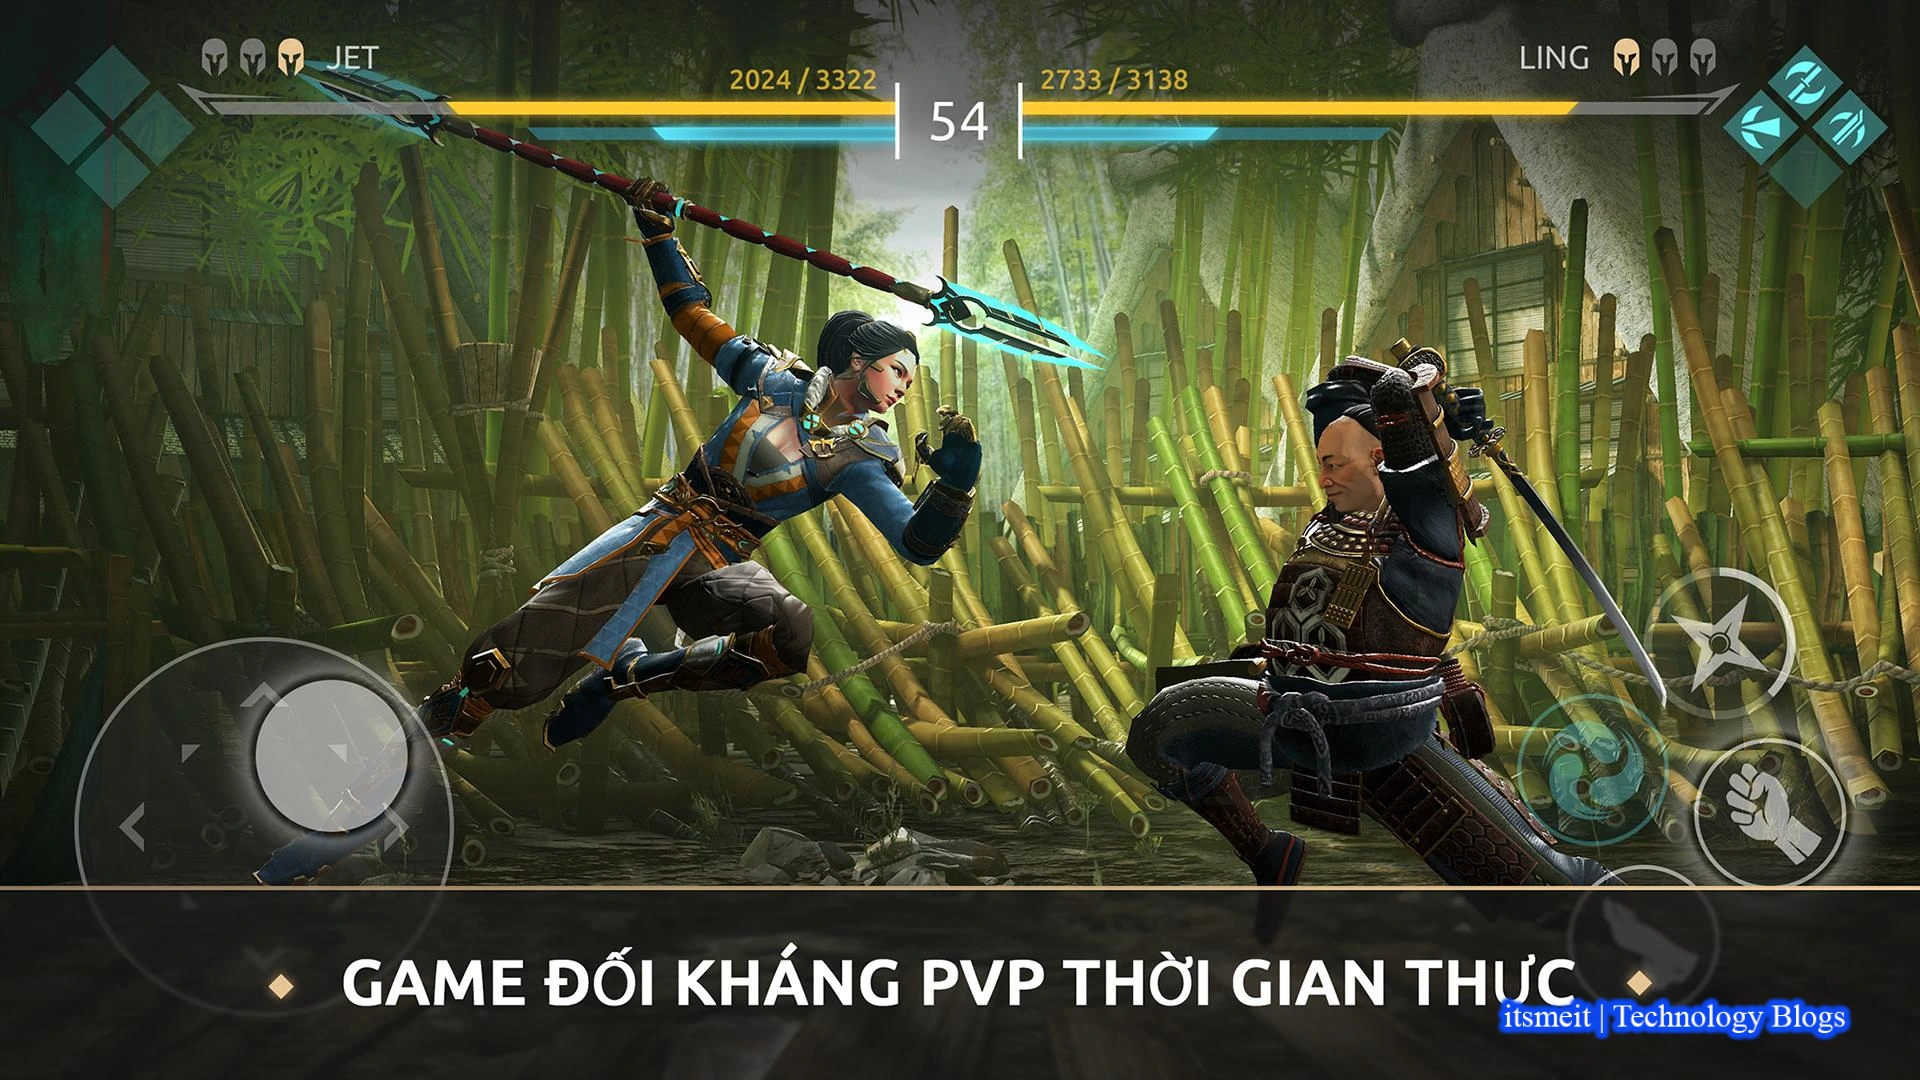 JET
LING
2024 / 3322
54
2733 / 3138
GAME ĐỐI KHÁNG PVP THỜI GIAN THỰC
itsmeit | Technology Blogs